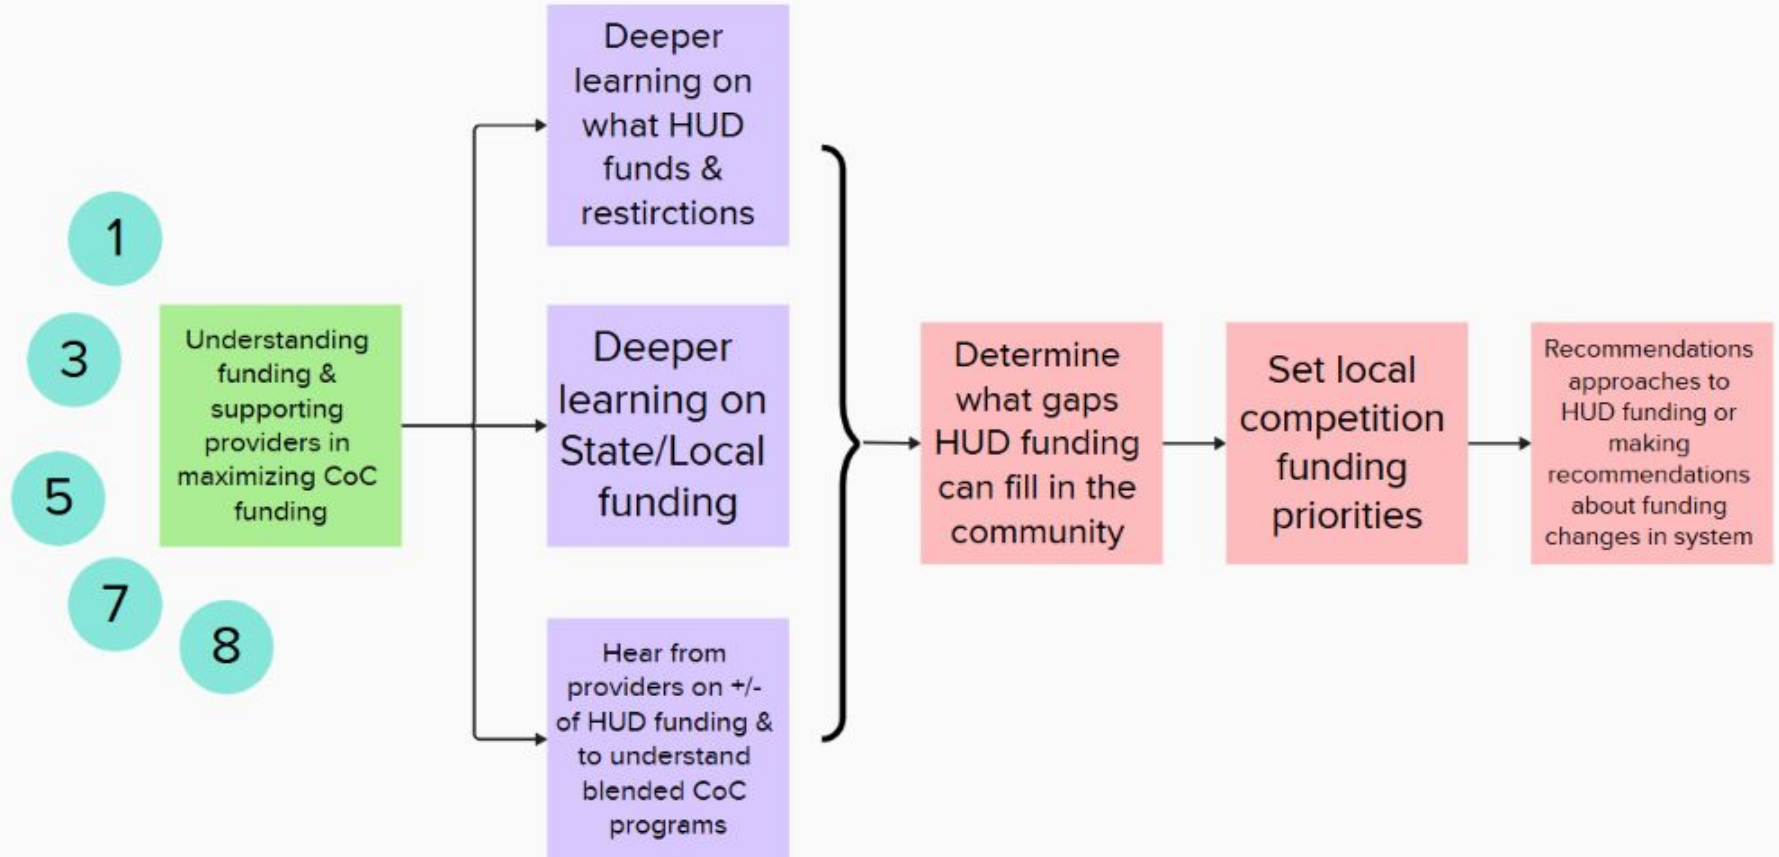 1
3
5
7
8
Understanding
funding &
supporting
providers in
maximizing CoC
funding
Deeper
learning on
what HUD
funds &
restirctions
Deeper
learning on
State/Local
funding
Hear from
providers on +/-
of HUD funding &
to understand
blended CoC
programs
Determine
what gaps
HUD funding
can fill in the
community
Set local
competition
funding
priorities
Recommendations
approaches to
HUD funding or
making
recommendations
about funding
changes in system